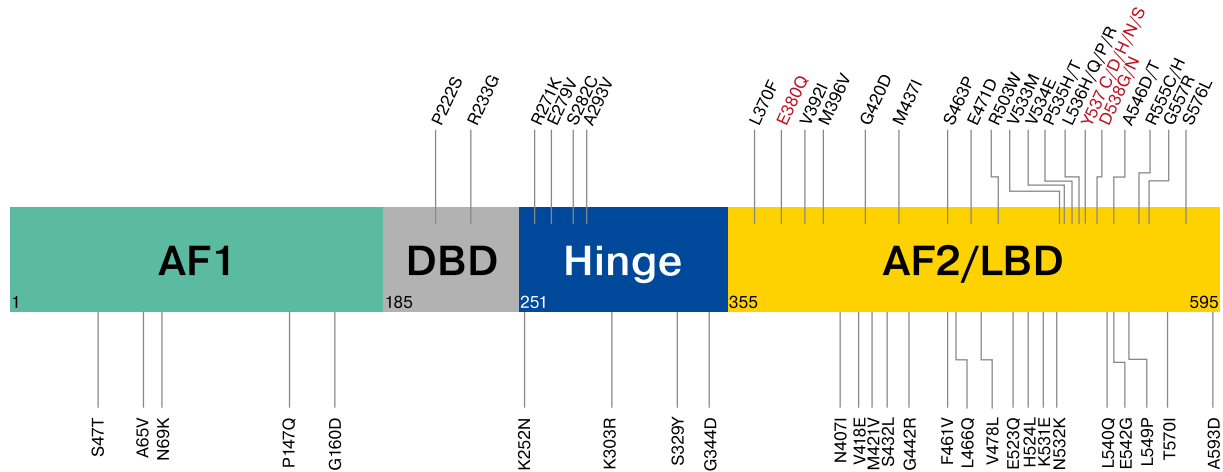 P222S
R233G
R271K
E279V
S282C
A293V
L370F
E380Q
V392I
M396V
G420D
M437I
S463P
E471D
R503W
V533M
V534E
P535H/T
L536H/Q/P/R
Y537 C/D/H/N/S
D538G/N
A546D/T
R555C/H
G557R
S576L
AF1
DBD
Hinge
AF2/LBD
1
185
251
355
595
S47T
A65V
N69K
P147Q
G160D
K252N
K303R
S329Y
G344D
N407I
V418E
M421V
S432L
G442R
F461V
L466Q
V478L
E523Q
H524L
K531E
N532K
L540Q
E542G
L549P
T570I
A593D